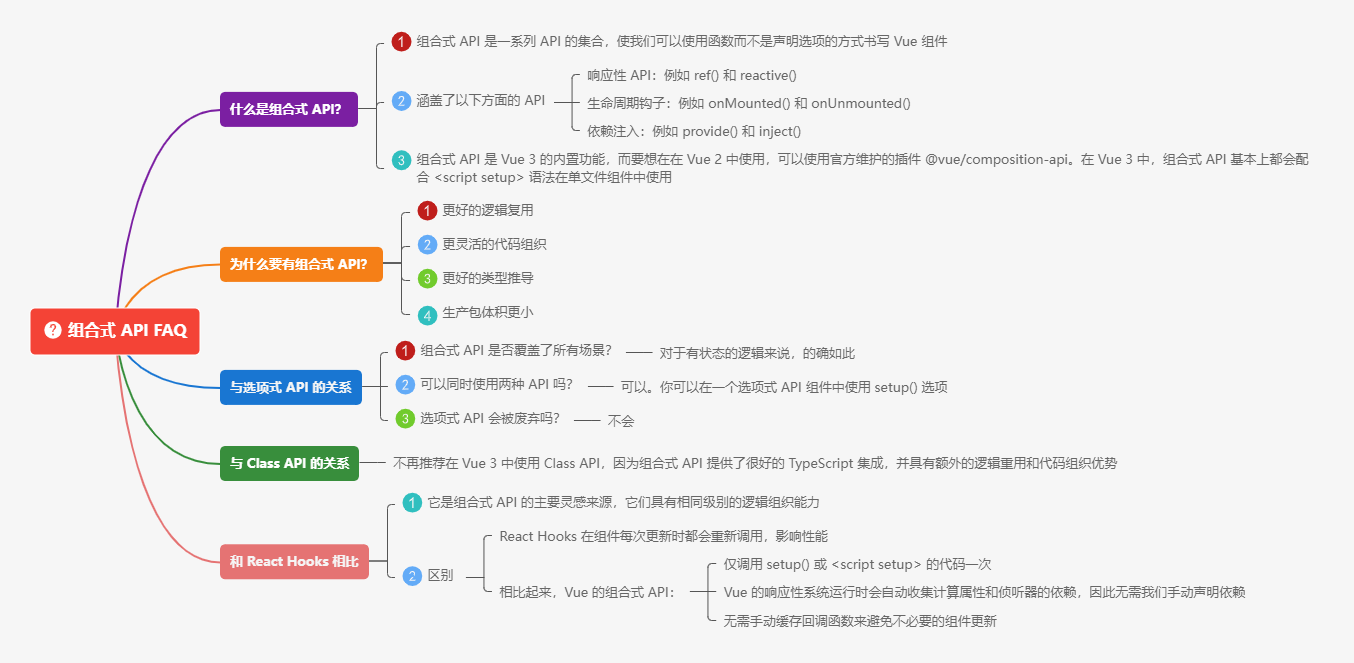 组合式 API FAQ
什么是组合式 API？
1 组合式 API 是一系列 API 的集合，使我们可以使用函数而不是声明选项的方式书写 Vue 组件
2 涵盖了以下方面的 API
响应性 API：例如 ref() 和 reactive()
生命周期钩子：例如 onMounted() 和 onUnmounted()
依赖注入：例如 provide() 和 inject()
3 组合式 API 是 Vue 3 的内置功能，而要想在在 Vue 2 中使用，可以使用官方维护的插件 @vue/composition-api。在 Vue 3 中，组合式 API 基本上都会配
合 <script setup> 语法在单文件组件中使用
为什么要有组合式 API？
1 更好的逻辑复用
2 更灵活的代码组织
3 更好的类型推导
4 生产包体积更小
与选项式 API 的关系
1 组合式 API 是否覆盖了所有场景？
对于有状态的逻辑来说，的确如此
2 可以同时使用两种 API 吗？
可以。你可以在一个选项式 API 组件中使用 setup() 选项
3 选项式 API 会被废弃吗？
不会
与 Class API 的关系
不再推荐在 Vue 3 中使用 Class API，因为组合式 API 提供了很好的 TypeScript 集成，并具有额外的逻辑重用和代码组织优势
和 React Hooks 相比
1 它是组合式 API 的主要灵感来源，它们具有相同级别的逻辑组织能力
2 区别
React Hooks 在组件每次更新时都会重新调用，影响性能
相比起来，Vue 的组合式 API：
仅调用 setup() 或 <script setup> 的代码一次
Vue 的响应性系统运行时会自动收集计算属性和侦听器的依赖，因此无需我们手动声明依赖
无需手动缓存回调函数来避免不必要的组件更新